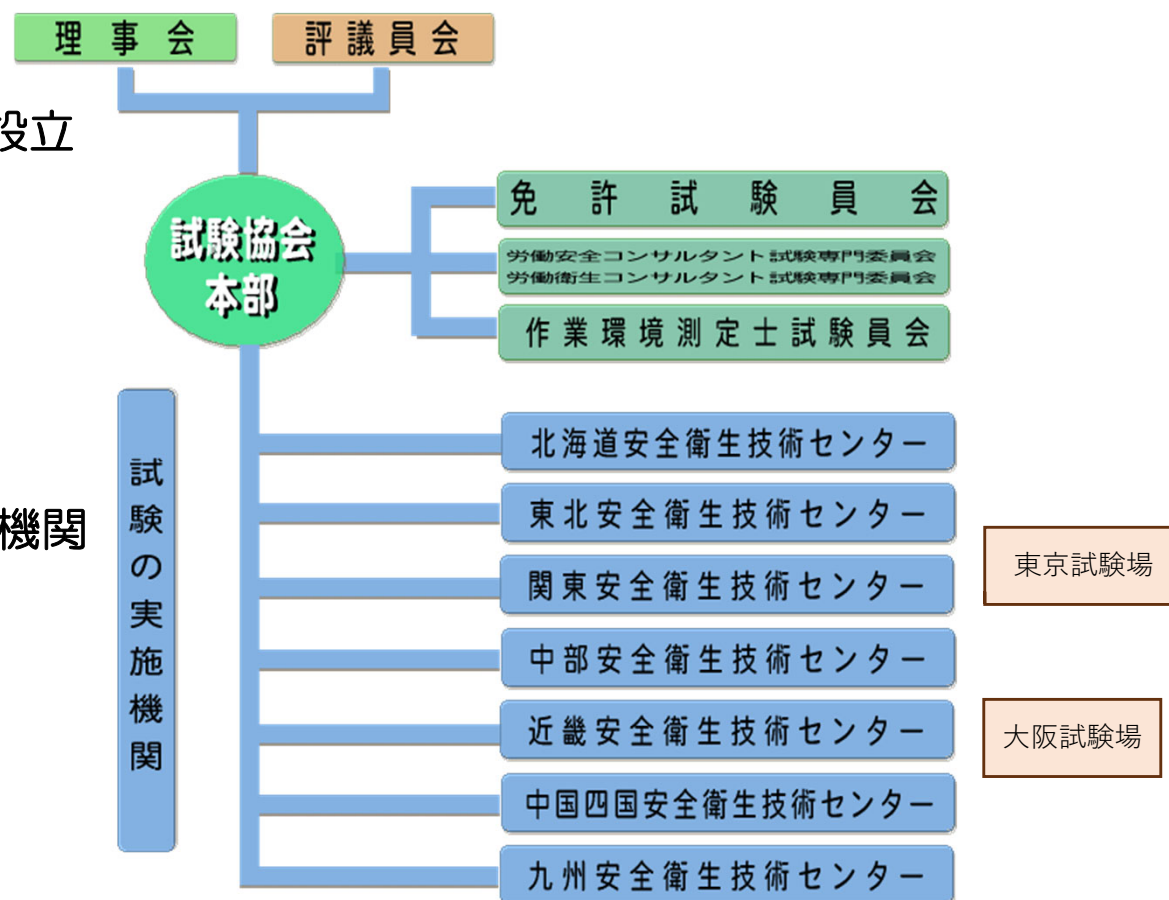 理事会
評議員会
設立
試験協会
本部
免許試験員会
労働安全コンサルタント試験専門委員会
労働衛生コンサルタント試験専門委員会
作業環境測定士試験員会
試験の実施機関
機関
北海道安全衛生技術センター
東北安全衛生技術センター
関東安全衛生技術センター
東京試験場
中部安全衛生技術センター
近畿安全衛生技術センター
大阪試験場
中国四国安全衛生技術センター
九州安全衛生技術センター